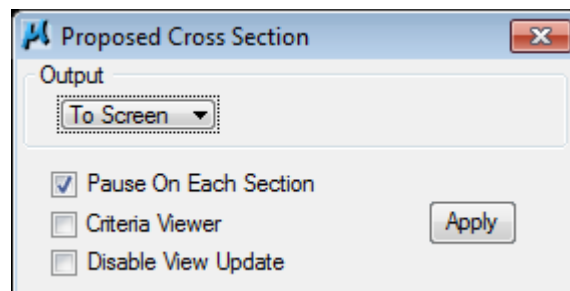 Proposed Cross Section
Output
To Screen
Pause On Each Section
Criteria Viewer
Apply
Disable View Update